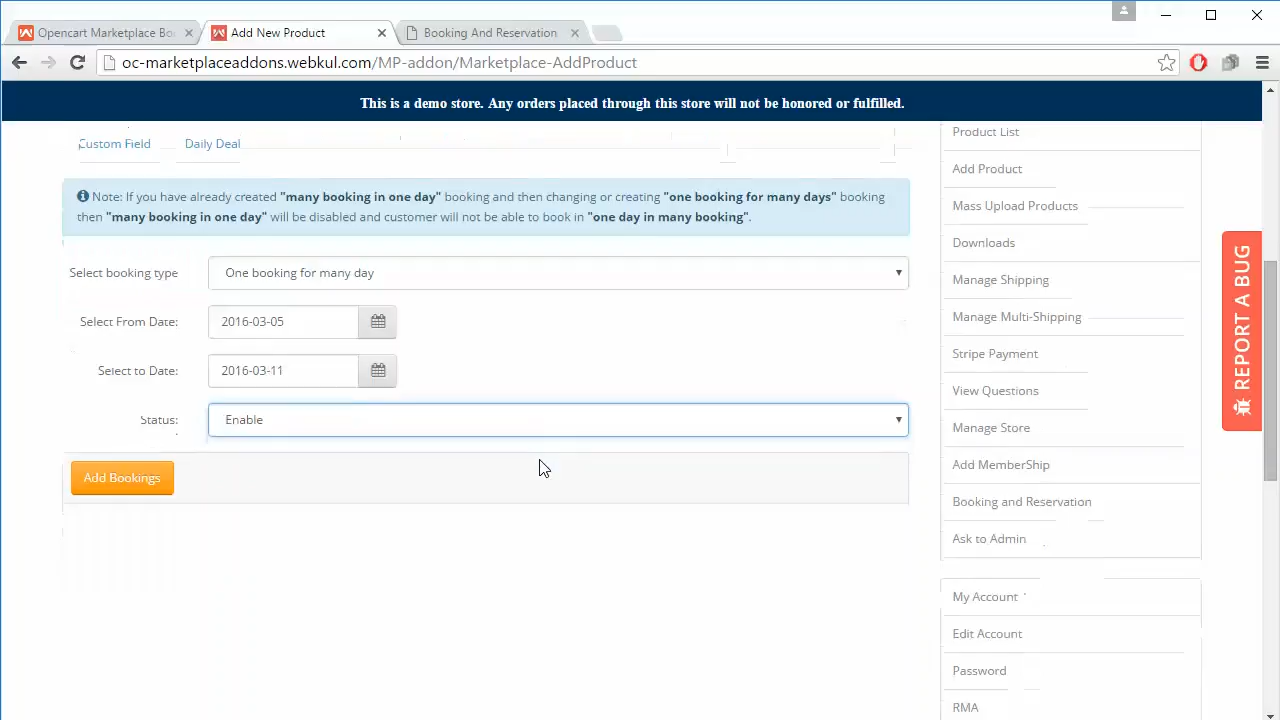 Opencart Marketplace Bo
Add New Product
Booking And Reservation
oc-marketplaceaddons.webkul.com/MP-addon/Marketplace-AddProduct
This is a demo store. Any orders placed through this store will not be honored or fulfilled.
Custom Field
Daily Deal
Note: If you have already created "many booking in one day" booking and then changing or creating "one booking for many days" booking
then "many booking in one day" will be disabled and customer will not be able to book in "one day in many booking".
Select booking type
One booking for many day
Select From Date:
2016-03-05
Select to Date:
2016-03-11
Status:
Enable
Add Bookings
Product List
Add Product
Mass Upload Products
Downloads
Manage Shipping
Manage Multi-Shipping
Stripe Payment
View Questions
Manage Store
Add MemberShip
Booking and Reservation
Ask to Admin
My Account
Edit Account
Password
RMA
REPORT A BUG